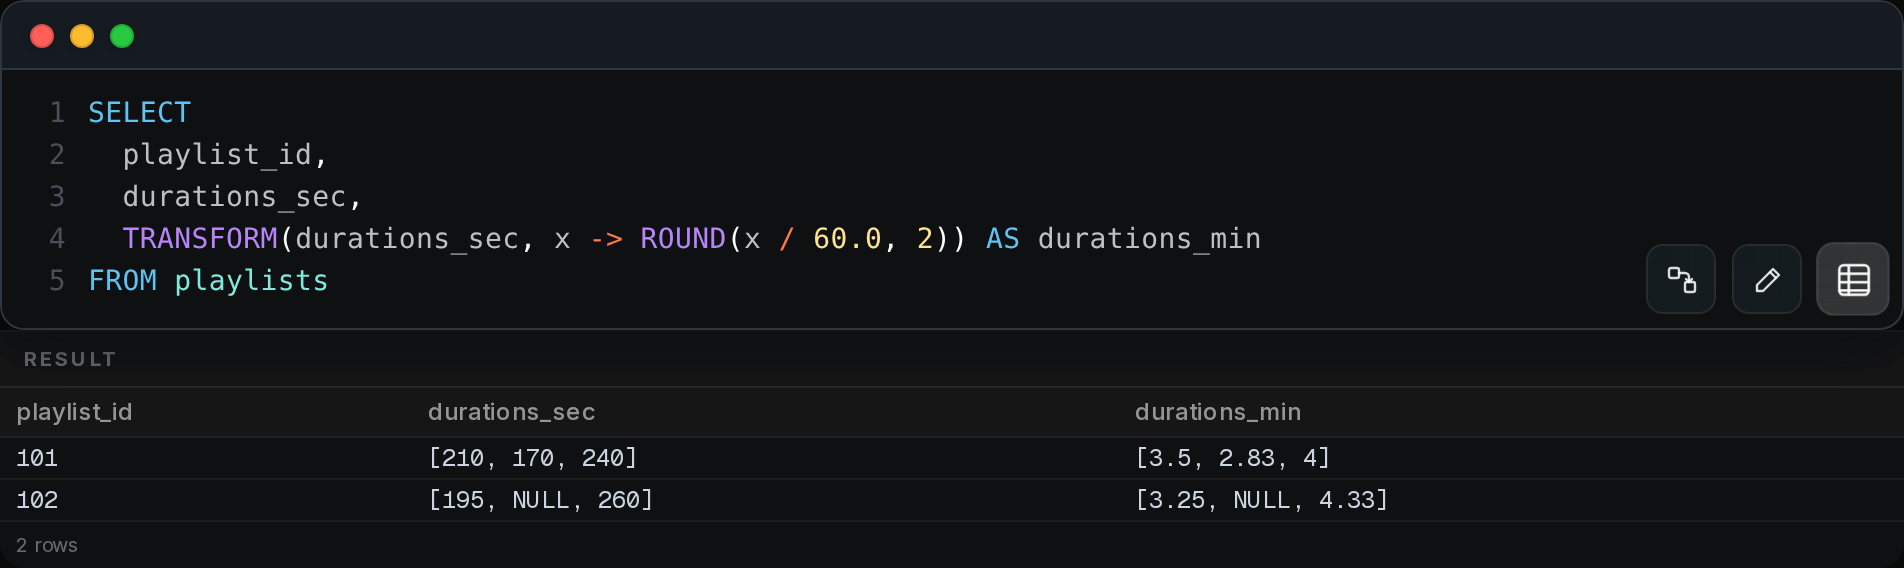 1 SELECT
2   playlist_id,
3   durations_sec,
4   TRANSFORM(durations_sec, x -> ROUND(x / 60.0, 2)) AS durations_min
5 FROM playlists
RESULT
playlist_id durations_sec durations_min
101 [210, 170, 240] [3.5, 2.83, 4]
102 [195, NULL, 260] [3.25, NULL, 4.33]
2 rows